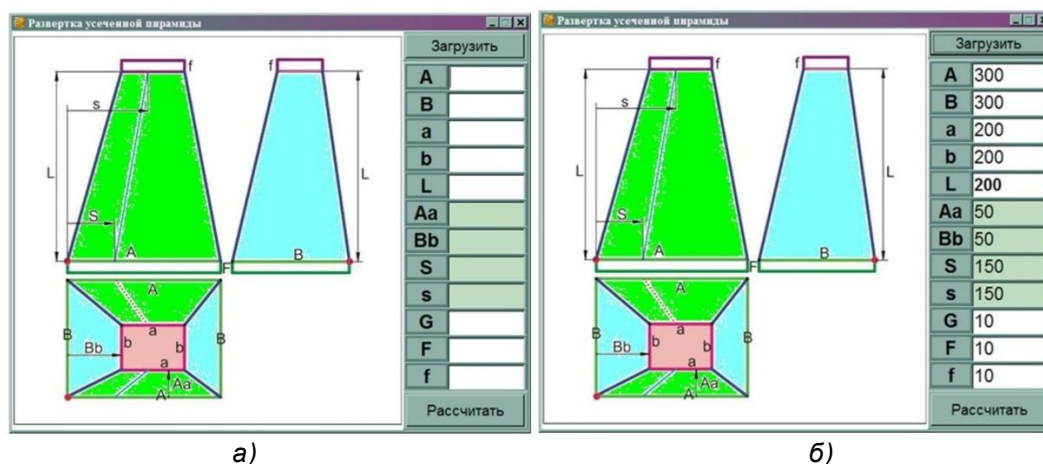 Развертка усеченной пирамиды
Загрузить
f
f
s
L
L
S
A
F
B
A
B
a
B
b
b
Bb
a
Aa
A
A
B
a
b
L
Aa
Bb
S
s
G
F
f
Рассчитать
а)
Развертка усеченной пирамиды
Загрузить
f
f
s
L
L
S
A
F
B
A
B
a
B
b
b
Bb
a
Aa
A
A 300
B 300
a 200
b 200
L 200
Aa 50
Bb 50
S 150
s 150
G 10
F 10
f 10
Рассчитать
б)